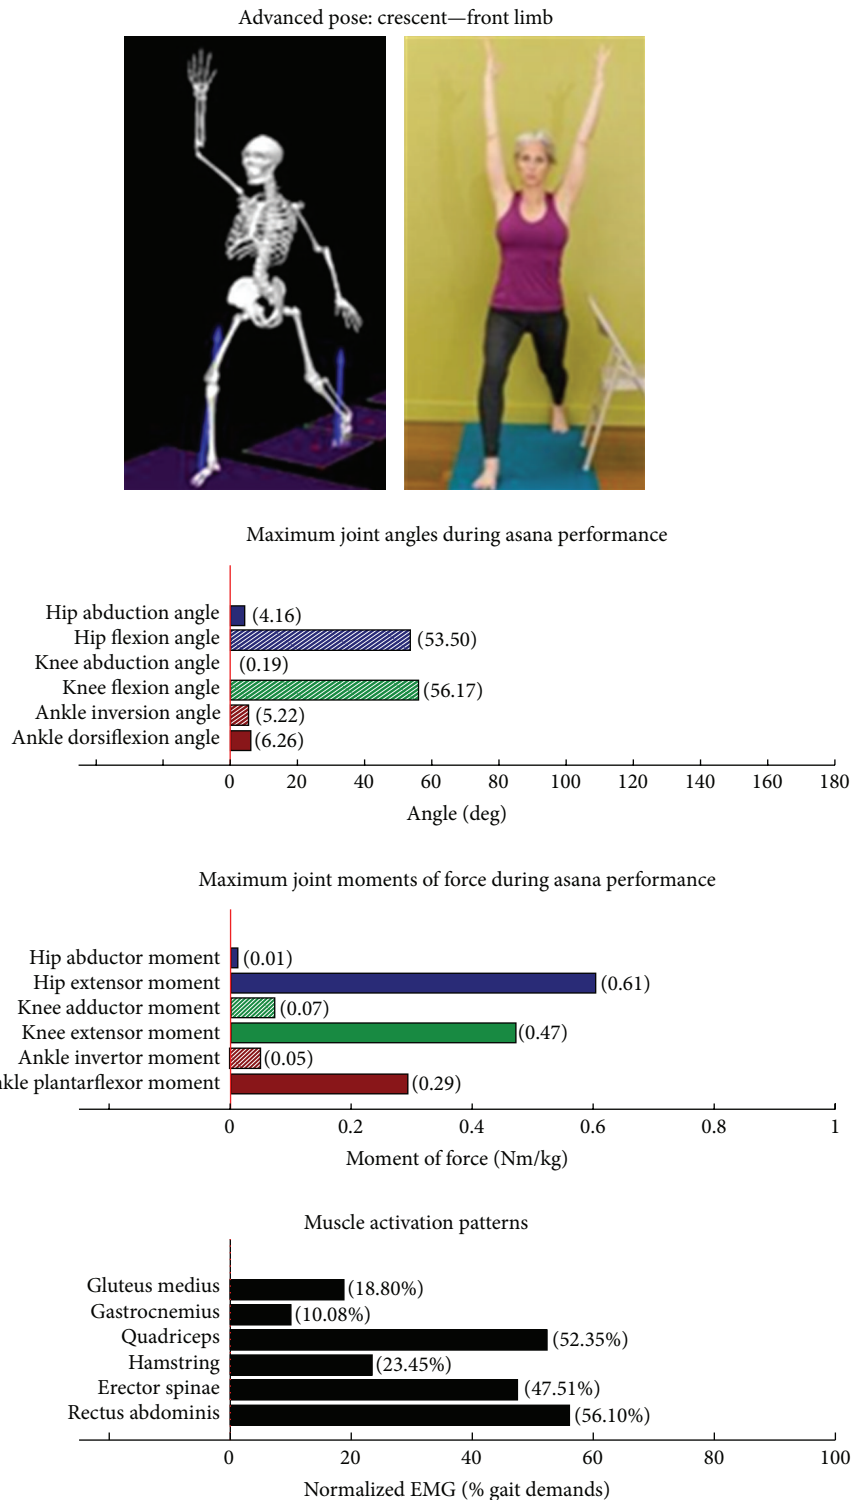 Advanced pose: crescent—front limb
Maximum joint angles during asana performance
Hip abduction angle (4.16)
Hip flexion angle (53.50)
Knee abduction angle (0.19)
Knee flexion angle (56.17)
Ankle inversion angle (5.22)
Ankle dorsiflexion angle (6.26)
0 20 40 60 80 100 120 140 160 180
Angle (deg)
Maximum joint moments of force during asana performance
Hip abductor moment (0.01)
Hip extensor moment (0.61)
Knee adductor moment (0.07)
Knee extensor moment (0.47)
Ankle invertor moment (0.05)
kle plantarflexor moment (0.29)
0 0.2 0.4 0.6 0.8 1
Moment of force (Nm/kg)
Muscle activation patterns
Gluteus medius (18.80%)
Gastrocnemius (10.08%)
Quadriceps (52.35%)
Hamstring (23.45%)
Erector spinae (47.51%)
Rectus abdominis (56.10%)
0 20 40 60 80 100
Normalized EMG (% gait demands)